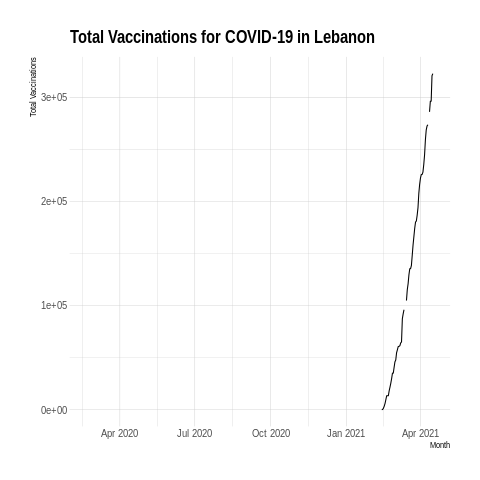 Total Vaccinations for COVID-19 in Lebanon
Total Vaccinations
3e+05
2e+05
1e+05
0e+00
Apr 2020 Jul 2020 Oct 2020 Jan 2021 Apr 2021
Month